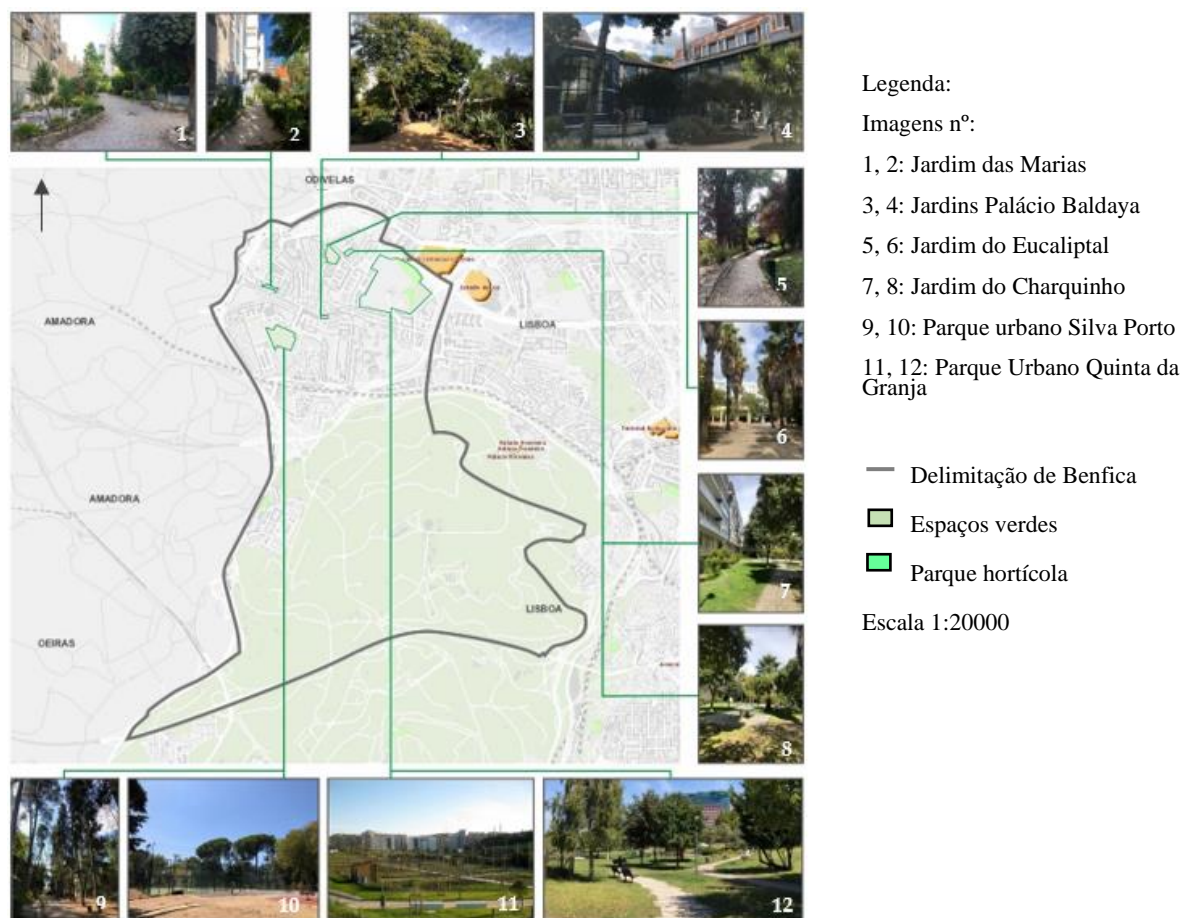 1
2
3
4
Legenda:
Imagens nº:
1, 2: Jardim das Marias
3, 4: Jardins Palácio Baldaya
5, 6: Jardim do Eucaliptal
7, 8: Jardim do Charquinho
9, 10: Parque urbano Silva Porto
11, 12: Parque Urbano Quinta da
Granja
Delimitação de Benfica
Espaços verdes
Parque hortícola
Escala 1:20000
ODIVELAS
5
AMADORA
LISBOA
6
AMADORA
7
LISBOA
OEIRAS
8
9
10
11
12